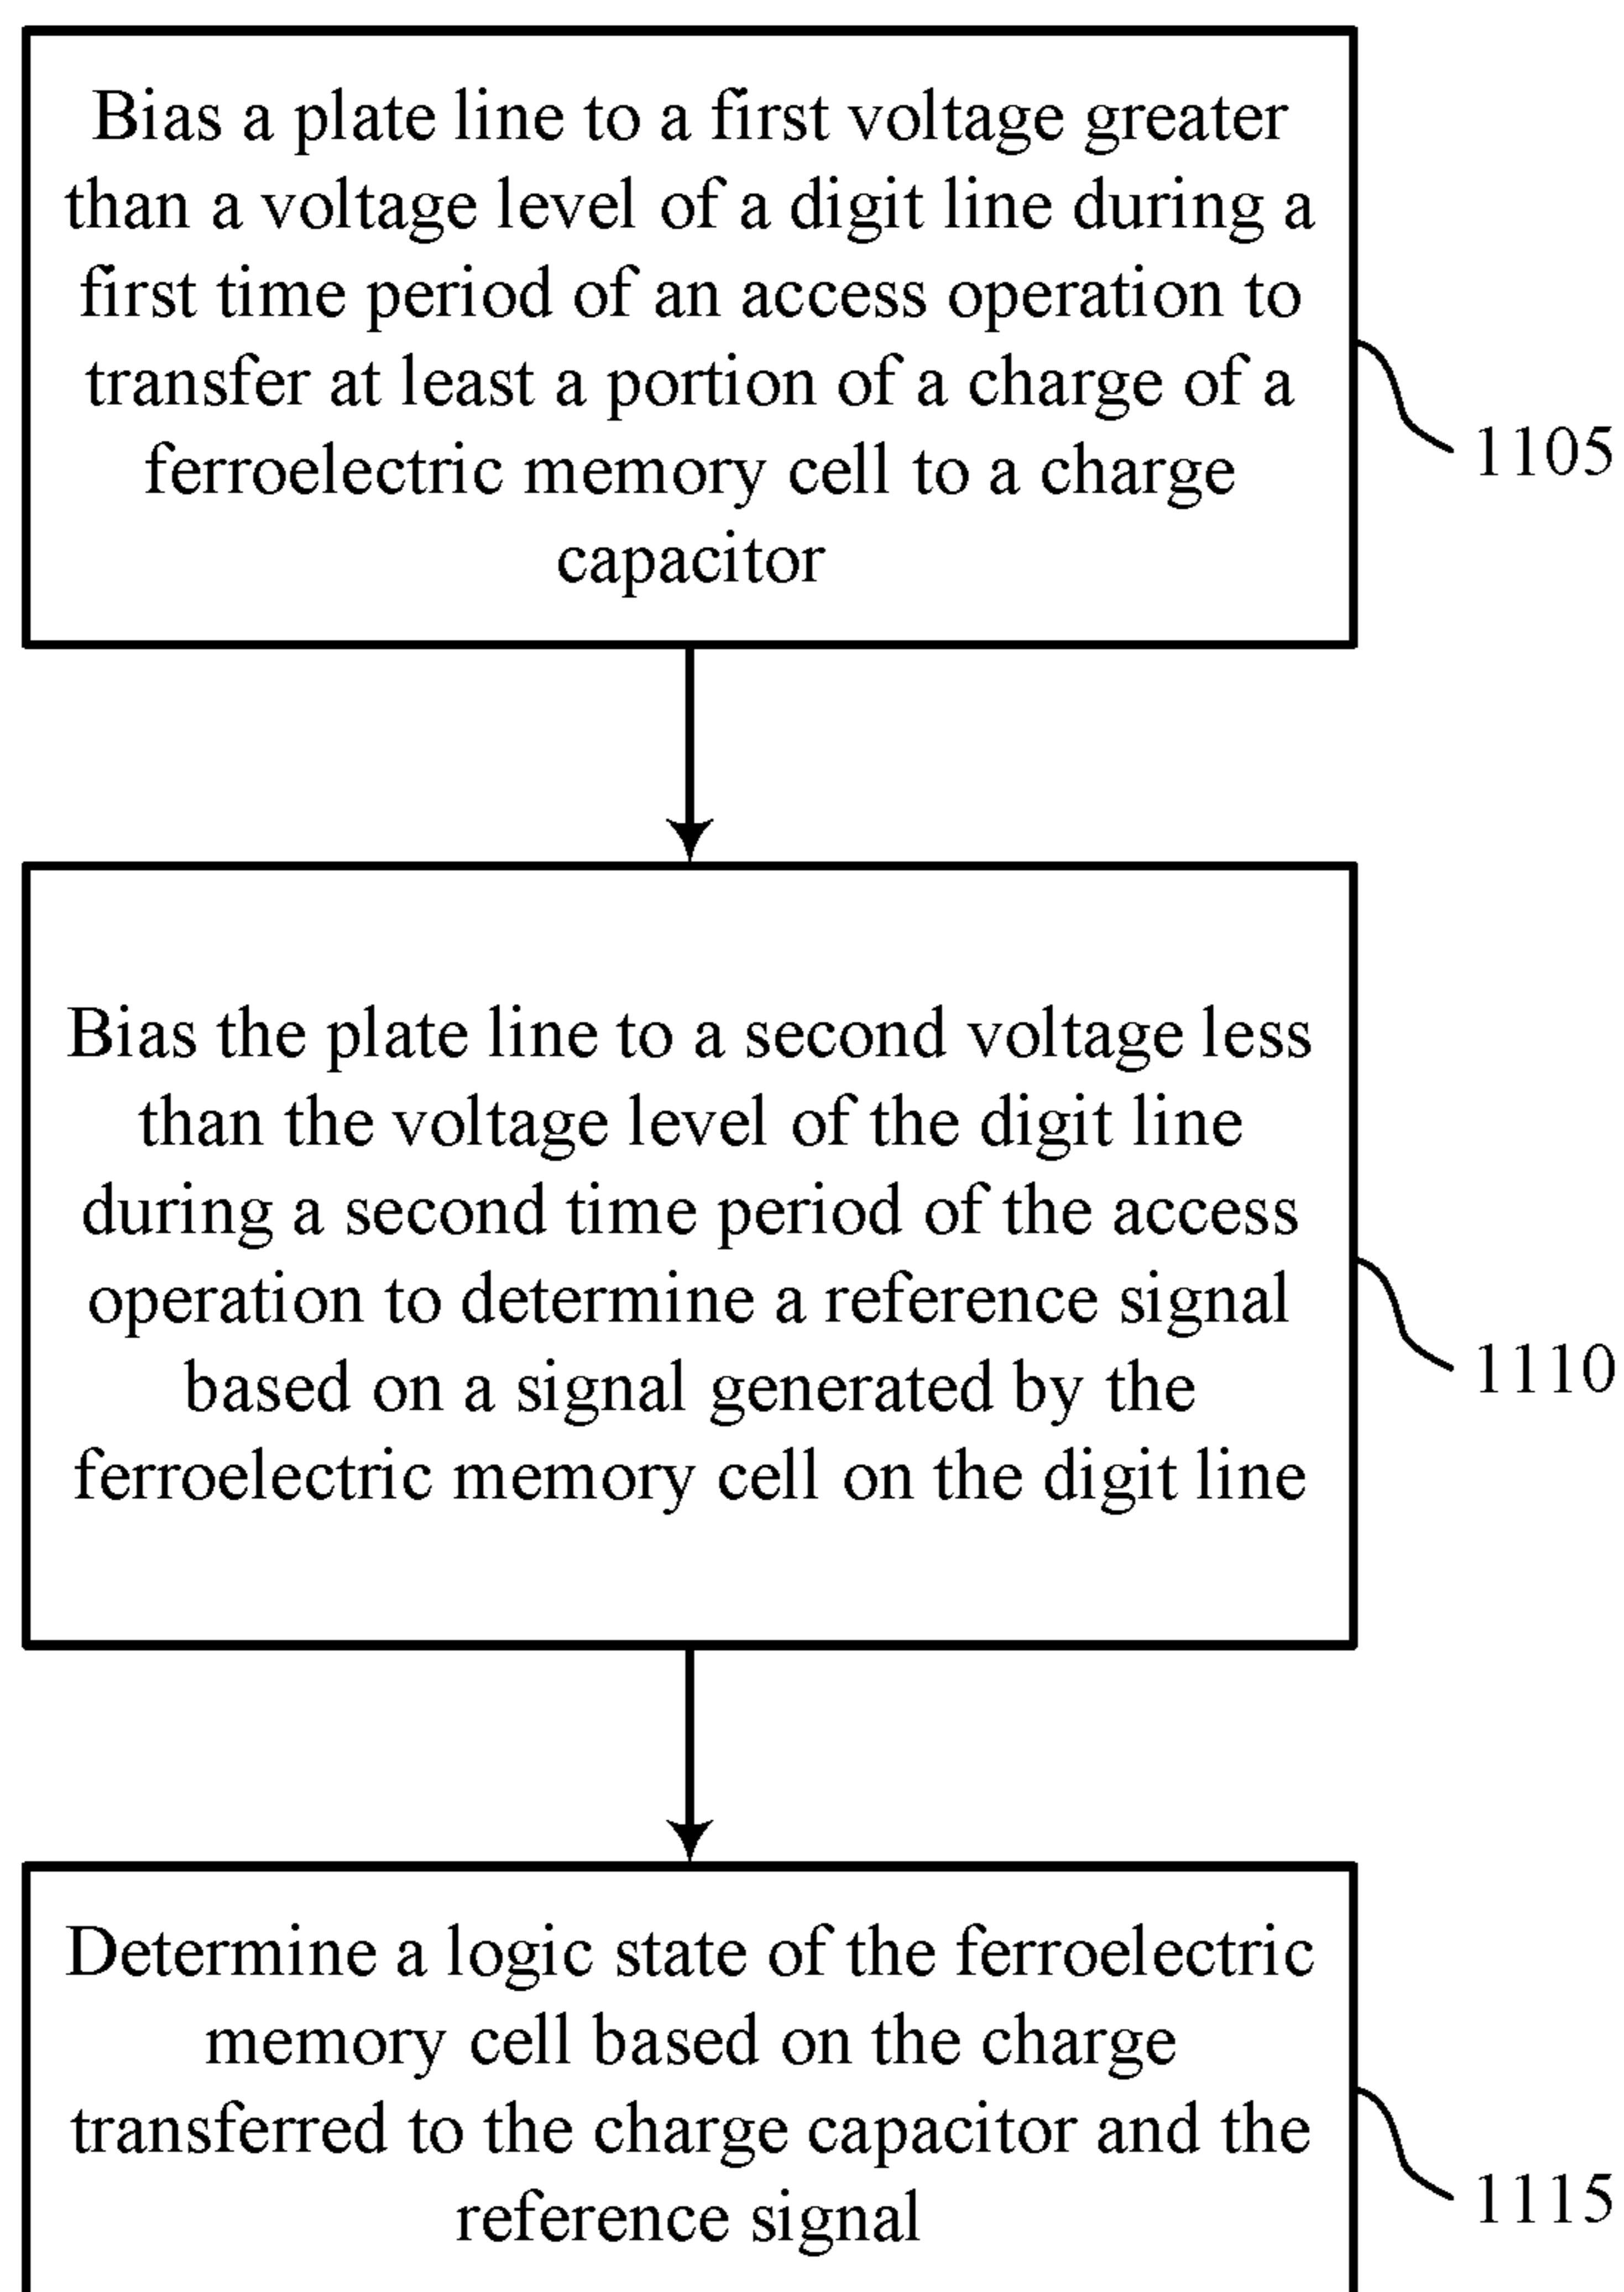 Bias a plate line to a first voltage greater
than a voltage level of a digit line during a
first time period of an access operation to
transfer at least a portion of a charge of a
ferroelectric memory cell to a charge
capacitor
1105
Bias the plate line to a second voltage less
than the voltage level of the digit line
during a second time period of the access
operation to determine a reference signal
based on a signal generated by the
ferroelectric memory cell on the digit line
1110
Determine a logic state of the ferroelectric
memory cell based on the charge
transferred to the charge capacitor and the
reference signal
1115